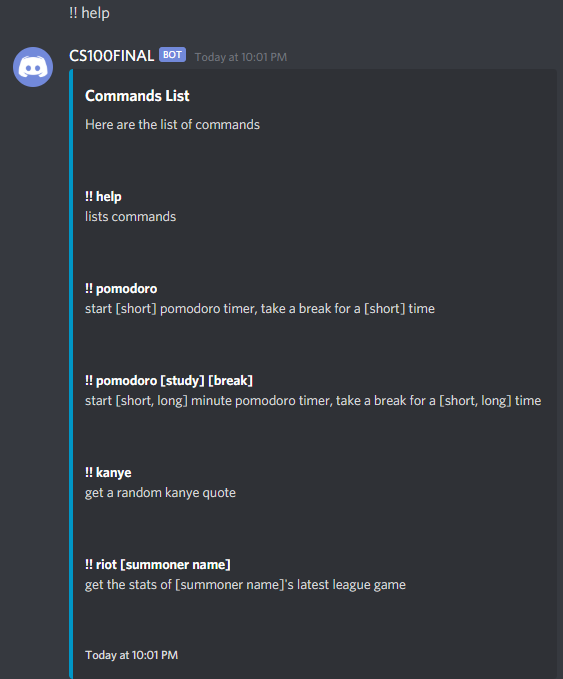 !! help
CS100FINAL BOT Today at 10:01 PM
Commands List
Here are the list of commands
!! help
lists commands
!! pomodoro
start [short] pomodoro timer, take a break for a [short] time
!! pomodoro [study] [break]
start [short, long] minute pomodoro timer, take a break for a [short, long] time
!! kanye
get a random kanye quote
!! riot [summoner name]
get the stats of [summoner name]'s latest league game
Today at 10:01 PM